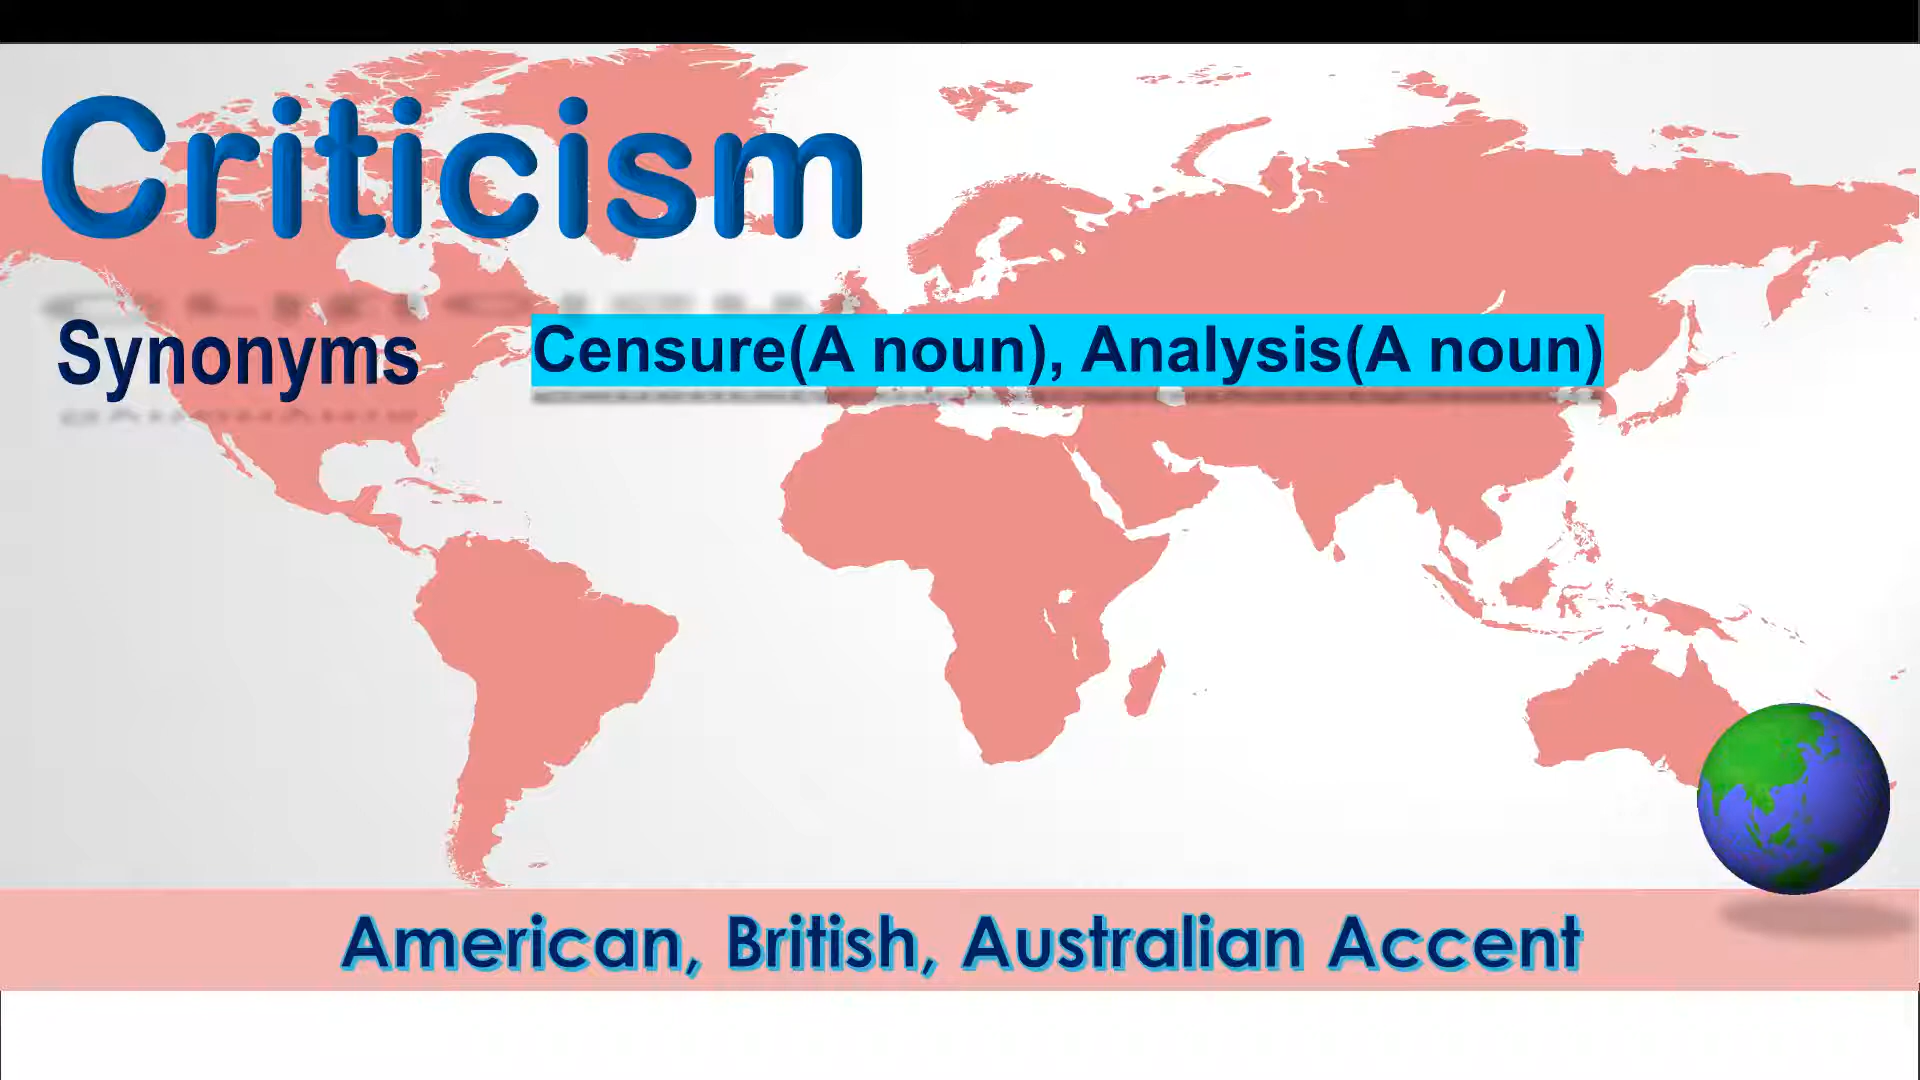 Criticism
Synonyms Censure(A noun), Analysis(A noun)
American, British, Australian Accent